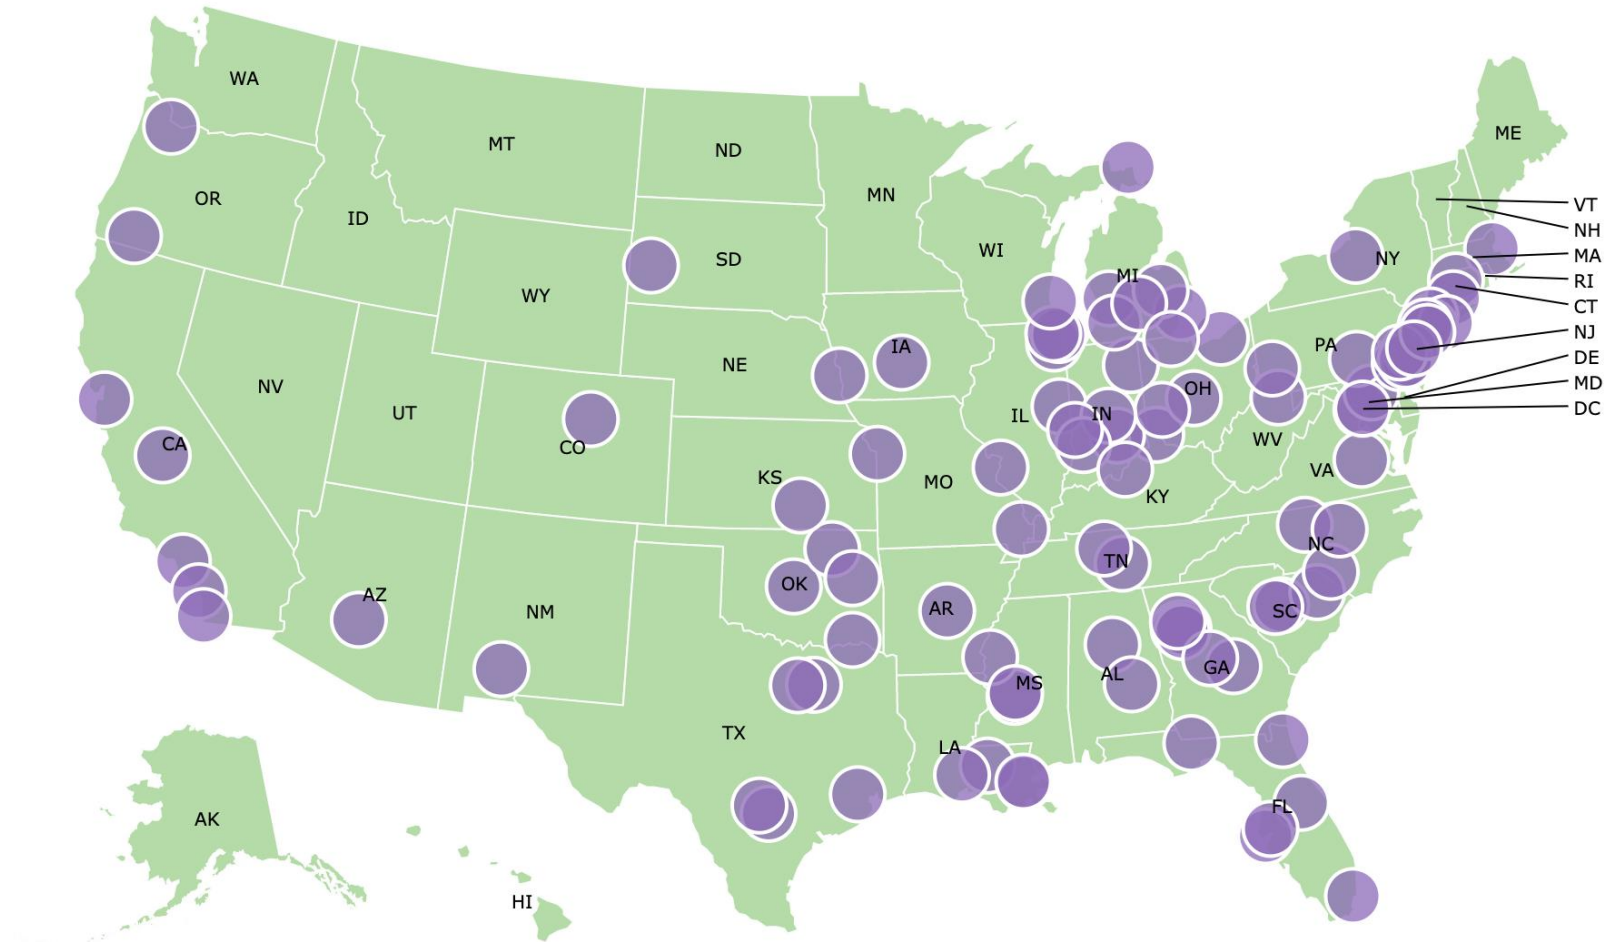 WA
ME
MT
ND
MN
OR
VT
ID
NH
WI
NY
MA
SD
MI
RI
WY
CT
NJ
PA
IA
DE
NE
MD
NV
OH
DC
UT
IL
IN
CA
CO
WV
VA
KS
MO
KY
NC
TN
OK
AZ
AR
SC
NM
GA
AL
MS
TX
LA
FL
AK
HI